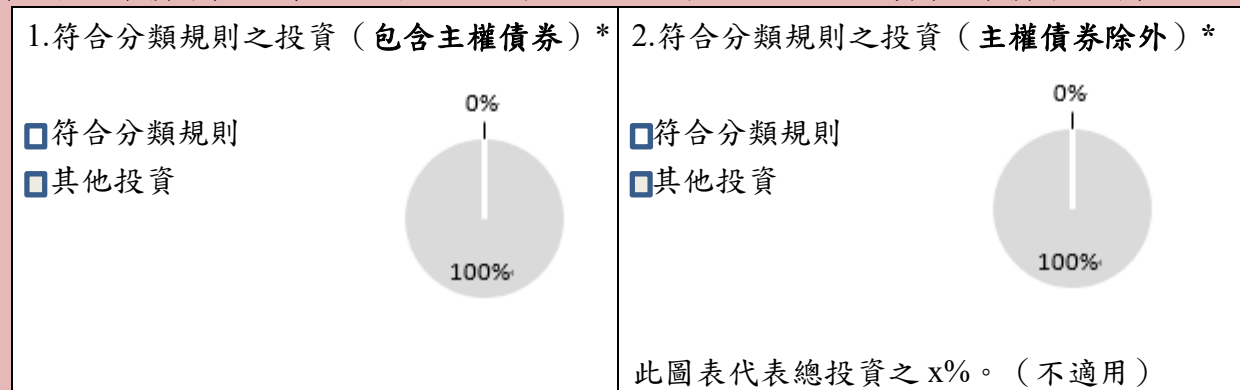 1.符合分類規則之投資（包含主權債券）*
0%
符合分類規則
其他投資
100%
2.符合分類規則之投資（主權債券除外）*
0%
符合分類規則
其他投資
100%
此圖表代表總投資之 x%。（不適用）